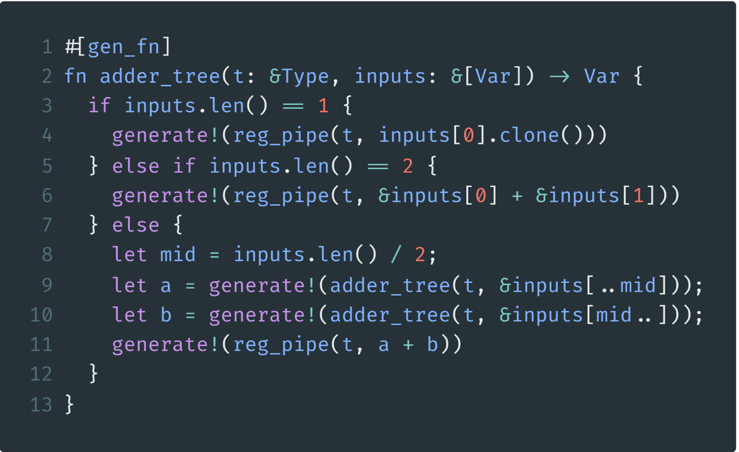 1 #[gen_fn]
2 fn adder_tree(t: &Type, inputs: &[Var]) -> Var {
3   if inputs.len() == 1 {
4     generate!(reg_pipe(t, inputs[0].clone()))
5   } else if inputs.len() == 2 {
6     generate!(reg_pipe(t, &inputs[0] + &inputs[1]))
7   } else {
8     let mid = inputs.len() / 2;
9     let a = generate!(adder_tree(t, &inputs[..mid]));
10     let b = generate!(adder_tree(t, &inputs[mid..]));
11     generate!(reg_pipe(t, a + b))
12   }
13 }